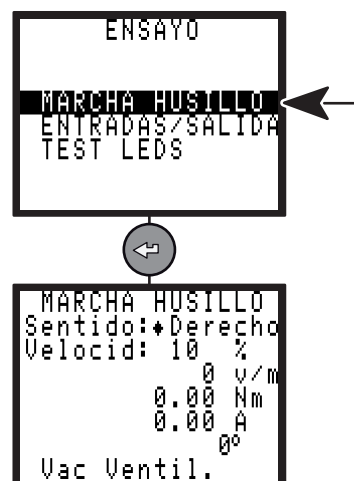 ENSAYO
MARCHA HUSILLO
ENTRADAS/SALIDA
TEST LEDS
MARCHA HUSILLO
Sentido:♦Derecho
Velocid: 10 %
0 v/m
0.00 Nm
0.00 A
0°
Vac Ventil.